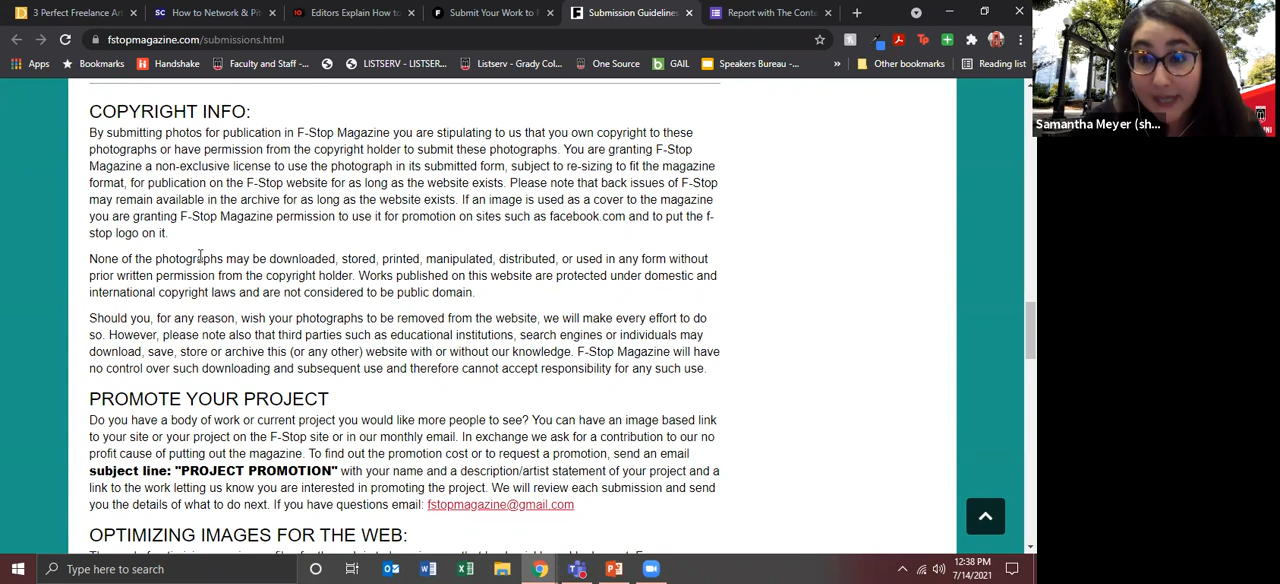 3 Perfect Freelance Art
How to Network & Pit
Editors Explain How to
Submit Your Work to F
Submission Guidelines
Report with The Conte
fstopmagazine.com/submissions.html
Apps
Bookmarks
Handshake
Faculty and Staff -...
LISTSERV - LISTSER...
Listserv - Grady Col...
One Source
GAIL
Speakers Bureau -...
»
Other bookmarks
Reading list
Samantha Meyer (sh...
COPYRIGHT INFO:
By submitting photos for publication in F-Stop Magazine you are stipulating to us that you own copyright to these
photographs or have permission from the copyright holder to submit these photographs. You are granting F-Stop
Magazine a non-exclusive license to use the photograph in its submitted form, subject to re-sizing to fit the magazine
format, for publication on the F-Stop website for as long as the website exists. Please note that back issues of F-Stop
may remain available in the archive for as long as the website exists. If an image is used as a cover to the magazine
you are granting F-Stop Magazine permission to use it for promotion on sites such as facebook.com and to put the f-
stop logo on it.
None of the photographs may be downloaded, stored, printed, manipulated, distributed, or used in any form without
prior written permission from the copyright holder. Works published on this website are protected under domestic and
international copyright laws and are not considered to be public domain.
Should you, for any reason, wish your photographs to be removed from the website, we will make every effort to do
so. However, please note also that third parties such as educational institutions, search engines or individuals may
download, save, store or archive this (or any other) website with or without our knowledge. F-Stop Magazine will have
no control over such downloading and subsequent use and therefore cannot accept responsibility for any such use.
PROMOTE YOUR PROJECT
Do you have a body of work or current project you would like more people to see? You can have an image based link
to your site or your project on the F-Stop site or in our monthly email. In exchange we ask for a contribution to our no
profit cause of putting out the magazine. To find out the promotion cost or to request a promotion, send an email
subject line: "PROJECT PROMOTION" with your name and a description/artist statement of your project and a
link to the work letting us know you are interested in promoting the project. We will review each submission and send
you the details of what to do next. If you have questions email: fstopmagazine@gmail.com
OPTIMIZING IMAGES FOR THE WEB:
Type here to search
12:38 PM
7/14/2021